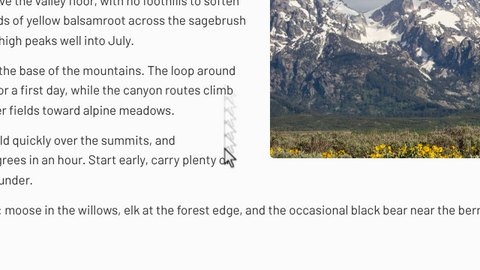 ve the valley floor, with no foothills to soften
ds of yellow balsamroot across the sagebrush
high peaks well into July.
the base of the mountains. The loop around
or a first day, while the canyon routes climb
er fields toward alpine meadows.
ld quickly over the summits, and
grees in an hour. Start early, carry plenty
under.
: moose in the willows, elk at the forest edge, and the occasional black bear near the berr